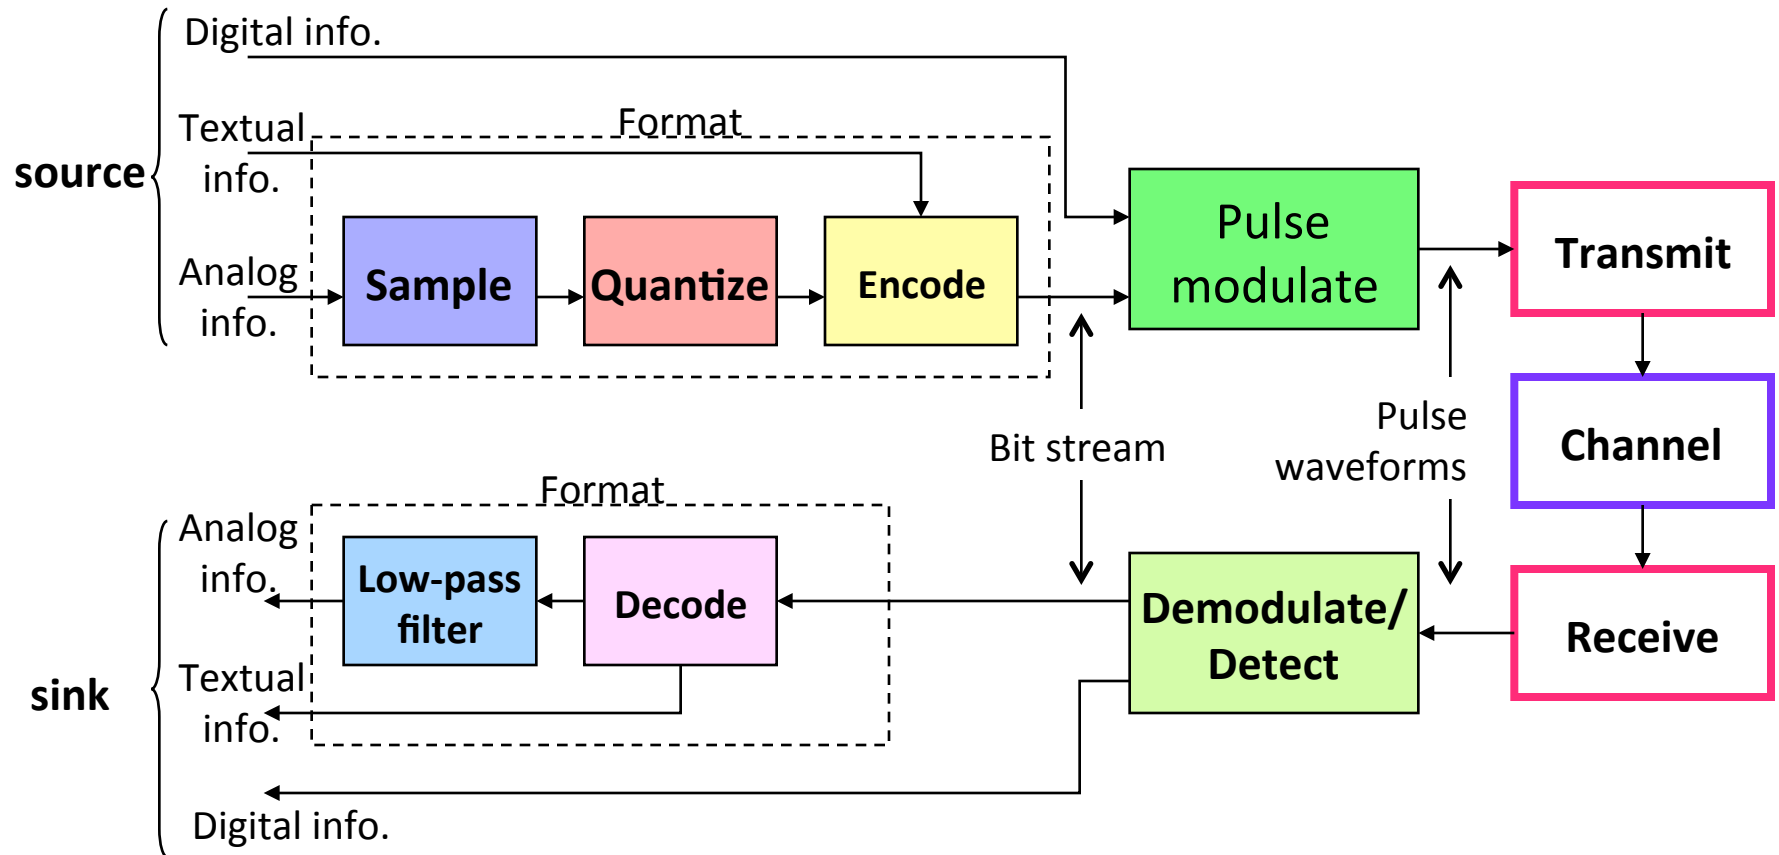 Digital info.
Textual
info.
Format
source
Analog
info.
Sample
Quantize
Encode
Pulse
modulate
Transmit
Bit stream
Pulse
waveforms
Channel
Format
Analog
info.
Low-pass
filter
Decode
Demodulate/
Detect
Receive
sink
Textual
info.
Digital info.